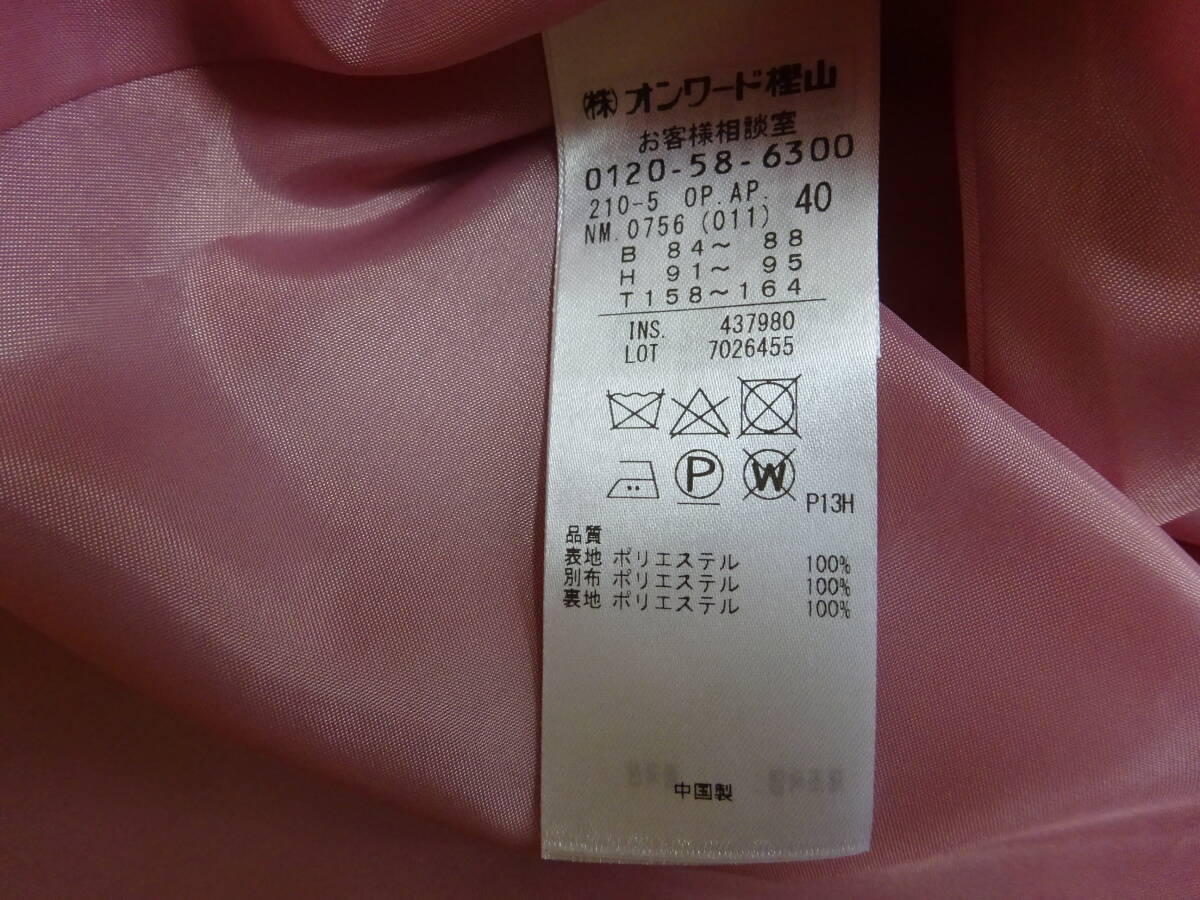 (株)オンワード樫山
お客様相談室
0120-58-6300
210-5 OP.AP. 40
NM.0756(011)
B 84～ 88
H 91～ 95
T158～164
INS. 437980
LOT 7026455
P W P13H
品質
表地 ポリエステル 100%
別布 ポリエステル 100%
裏地 ポリエステル 100%
中国製